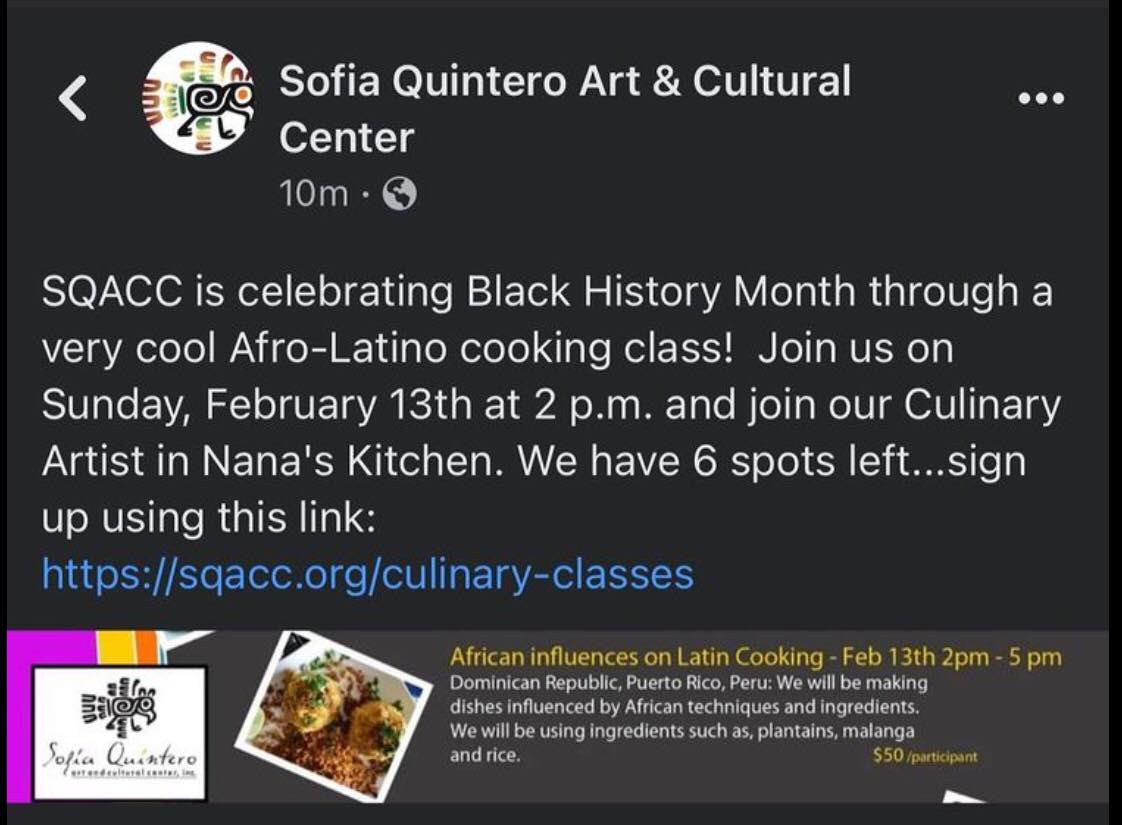 Sofia Quintero Art & Cultural
Center
10m ·
SQACC is celebrating Black History Month through a
very cool Afro-Latino cooking class!  Join us on
Sunday, February 13th at 2 p.m. and join our Culinary
Artist in Nana's Kitchen. We have 6 spots left...sign
up using this link:
https://sqacc.org/culinary-classes
African influences on Latin Cooking - Feb 13th 2pm - 5 pm
Dominican Republic, Puerto Rico, Peru: We will be making
dishes influenced by African techniques and ingredients.
We will be using ingredients such as, plantains, malanga
and rice.
$50 /participant
Sofía Quintero
art and cultural center, inc.